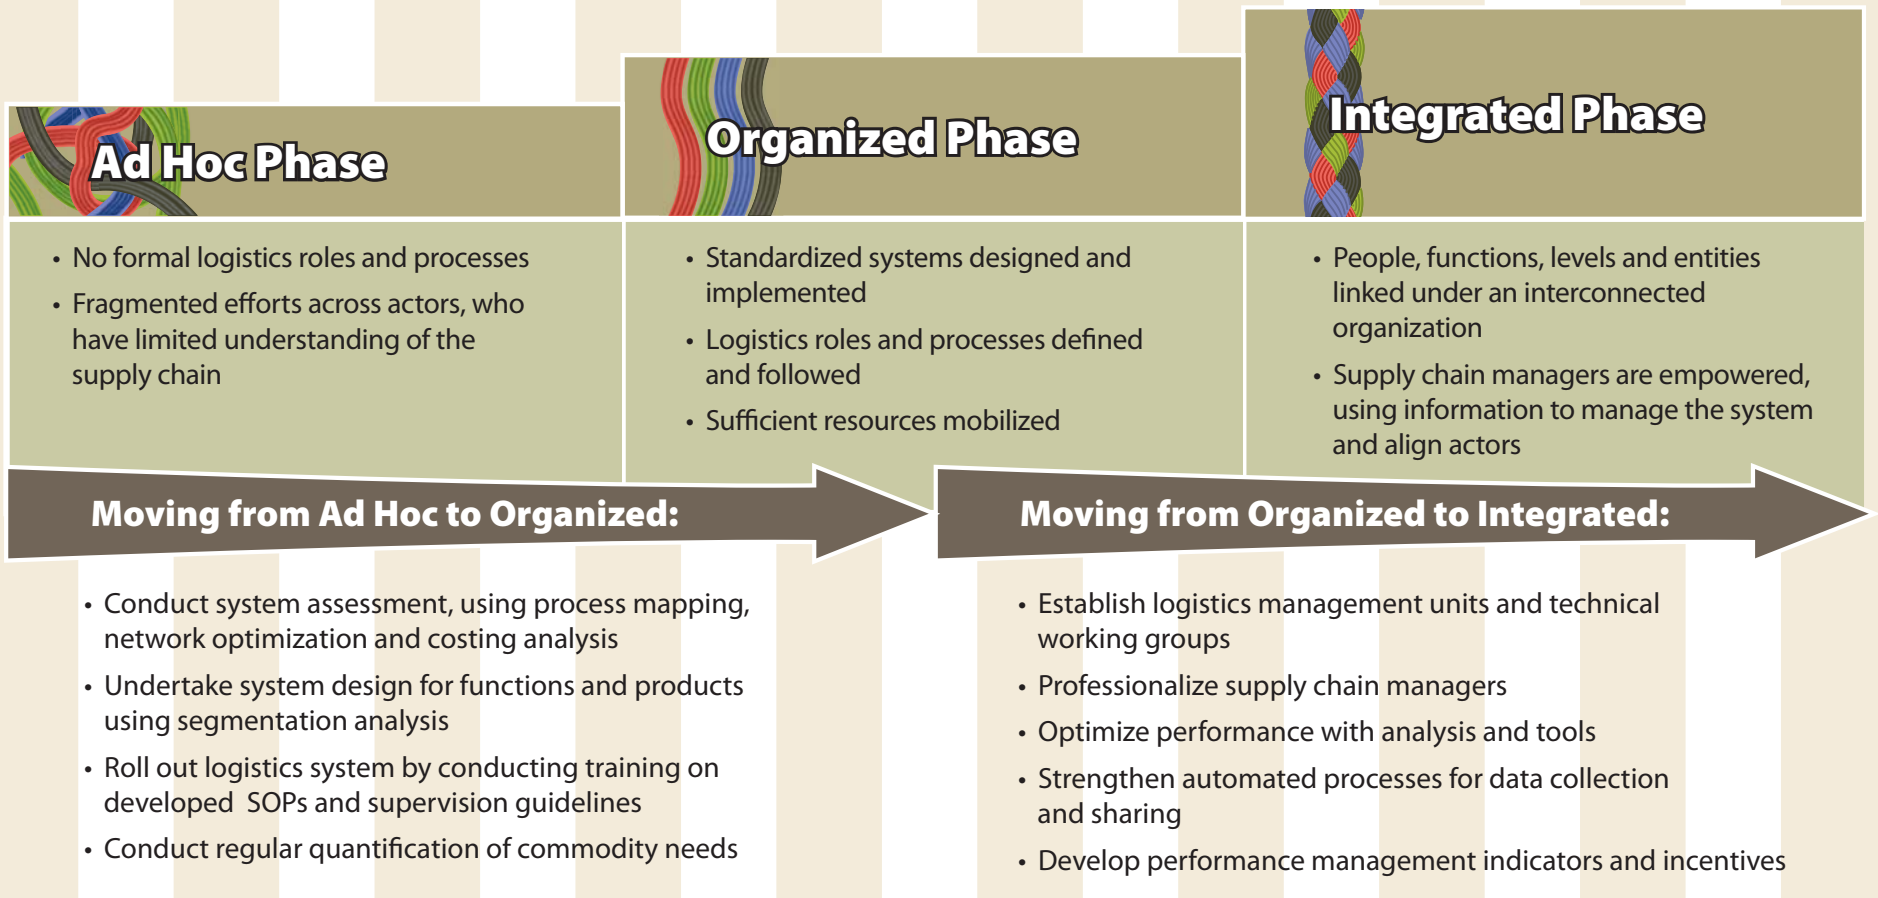 Ad Hoc Phase
• No formal logistics roles and processes
• Fragmented efforts across actors, who
have limited understanding of the
supply chain
Organized Phase
• Standardized systems designed and
implemented
• Logistics roles and processes defined
and followed
• Sufficient resources mobilized
Integrated Phase
• People, functions, levels and entities
linked under an interconnected
organization
• Supply chain managers are empowered,
using information to manage the system
and align actors
Moving from Ad Hoc to Organized:
• Conduct system assessment, using process mapping,
network optimization and costing analysis
• Undertake system design for functions and products
using segmentation analysis
• Roll out logistics system by conducting training on
developed  SOPs and supervision guidelines
• Conduct regular quantification of commodity needs
Moving from Organized to Integrated:
• Establish logistics management units and technical
working groups
• Professionalize supply chain managers
• Optimize performance with analysis and tools
• Strengthen automated processes for data collection
and sharing
• Develop performance management indicators and incentives